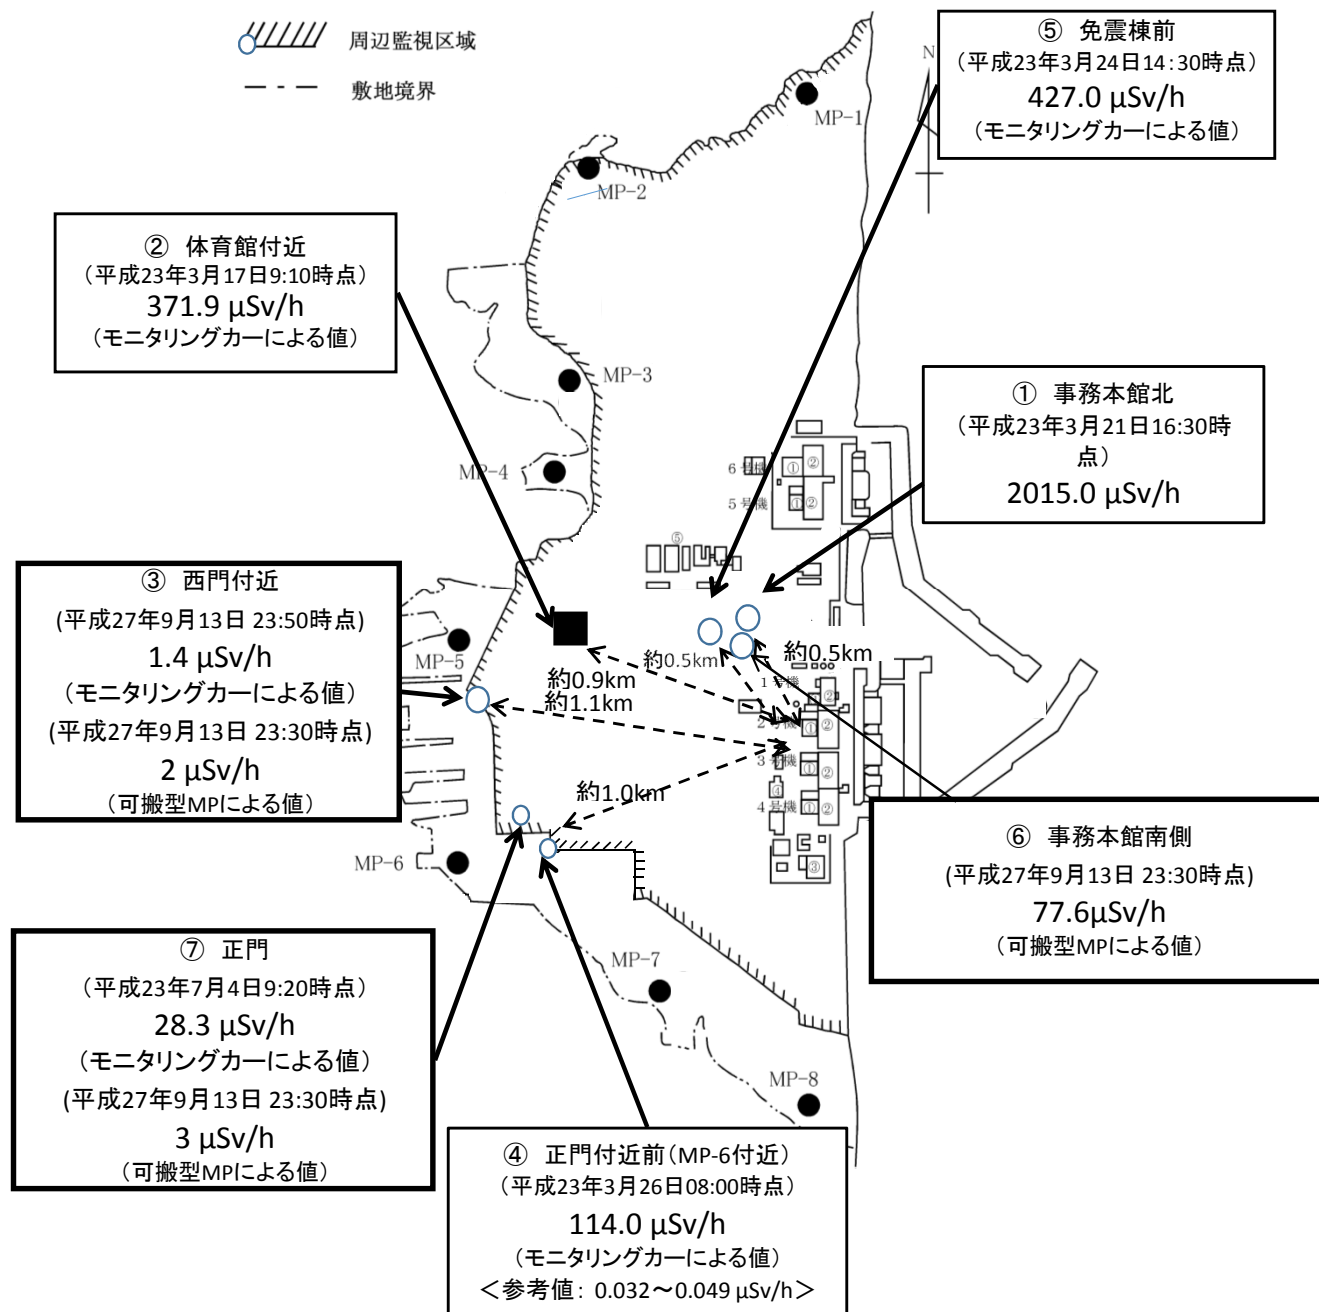 周辺監視区域
敷地境界
⑤ 免震棟前
（平成23年3月24日14：30時点）
427.0 μSv/h
（モニタリングカーによる値）
N
MP-1
MP-2
② 体育館付近
（平成23年3月17日9:10時点）
371.9 μSv/h
（モニタリングカーによる値）
MP-3
① 事務本館北
（平成23年3月21日16:30時
点）
2015.0 μSv/h
MP-4
６号機
①
②
５号機
①
②
⑤
③ 西門付近
(平成27年9月13日 23:50時点)
1.4 μSv/h
（モニタリングカーによる値）
(平成27年9月13日 23:30時点)
2 μSv/h
（可搬型MPによる値）
MP-5
約0.5km
約0.5km
約0.9km
約1.1km
１号機
②
２号機
①
②
３号機
①
②
④
４号機
①
②
③
約1.0km
MP-6
⑥ 事務本館南側
(平成27年9月13日 23:30時点)
77.6μSv/h
（可搬型MPによる値）
⑦ 正門
（平成23年7月4日9:20時点）
28.3 μSv/h
（モニタリングカーによる値）
(平成27年9月13日 23:30時点)
3 μSv/h
（可搬型MPによる値）
MP-7
MP-8
④ 正門付近前（MP-6付近）
（平成23年3月26日08:00時点）
114.0 μSv/h
（モニタリングカーによる値）
＜参考値： 0.032～0.049 μSv/h＞